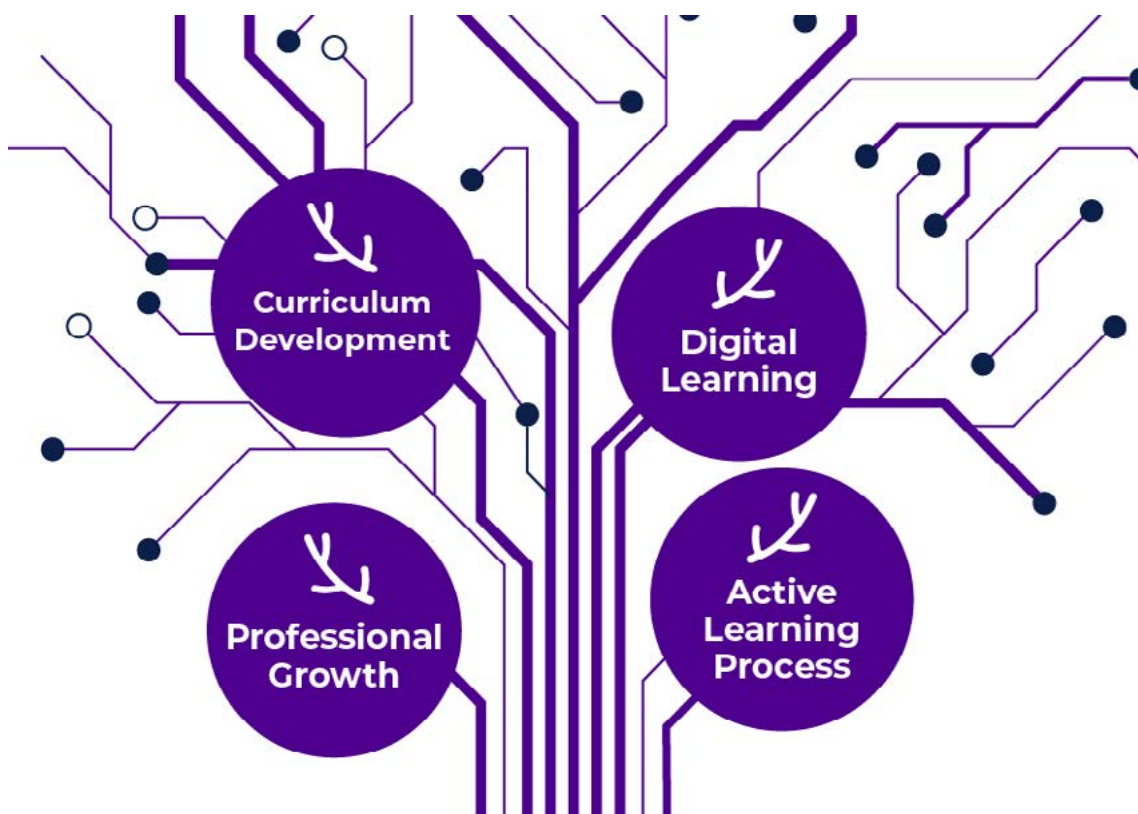 Curriculum
Development
Digital
Learning
Professional
Growth
Active
Learning
Process